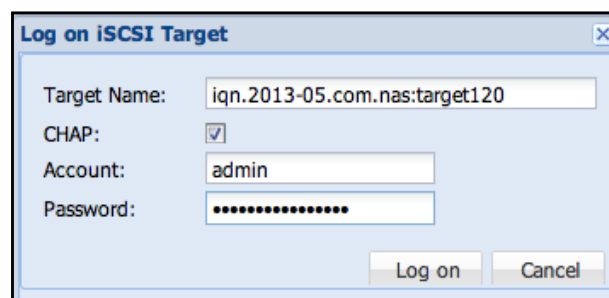 Log on iSCSI Target
Target Name: iqn.2013-05.com.nas:target120
CHAP:
Account: admin
Password: ••••••••••••••••
Log on Cancel